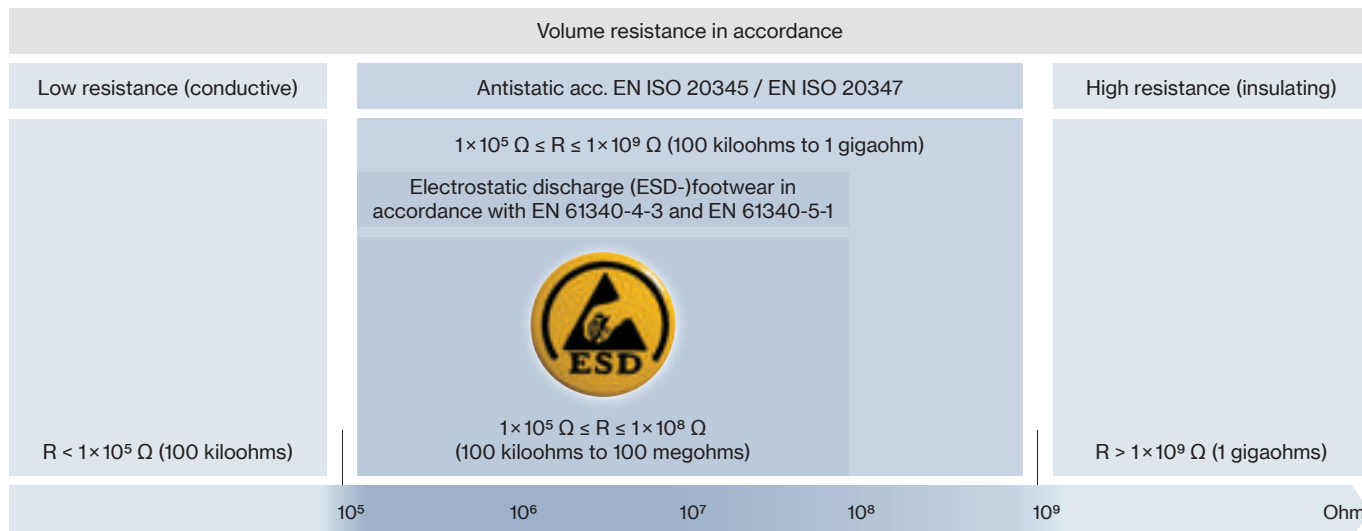 Volume resistance in accordance
Low resistance (conductive)
Antistatic acc. EN ISO 20345 / EN ISO 20347
High resistance (insulating)
1×10⁵ Ω ≤ R ≤ 1×10⁹ Ω (100 kiloohms to 1 gigaohm)
Electrostatic discharge (ESD-)footwear in
accordance with EN 61340-4-3 and EN 61340-5-1
ESD
1×10⁵ Ω ≤ R ≤ 1×10⁸ Ω
(100 kiloohms to 100 megohms)
R < 1×10⁵ Ω (100 kiloohms)
R > 1×10⁹ Ω (1 gigaohms)
10⁵ 10⁶ 10⁷ 10⁸ 10⁹ Ohm